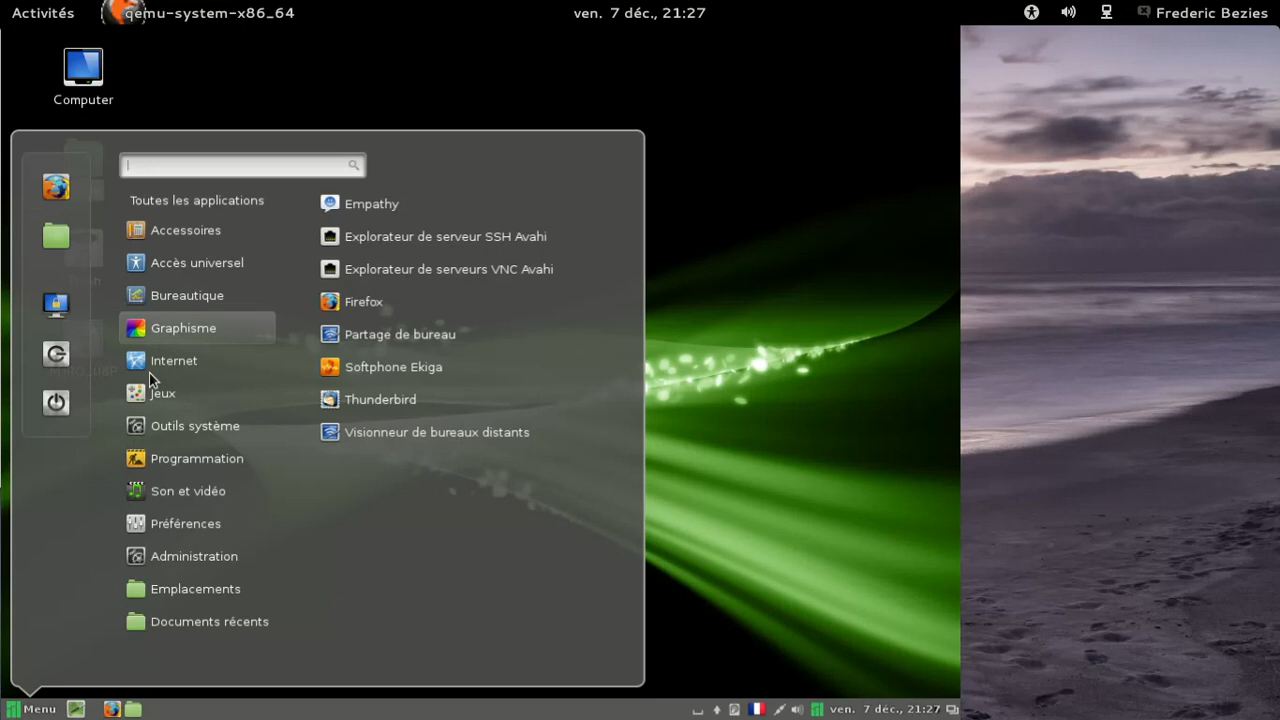 Activités
qemu-system-x86_64
ven. 7 déc., 21:27
Frederic Bezies
Computer
Toutes les applications
Accessoires
Accès universel
Bureautique
Graphisme
Internet
Jeux
Outils système
Programmation
Son et vidéo
Préférences
Administration
Emplacements
Documents récents
Empathy
Explorateur de serveur SSH Avahi
Explorateur de serveurs VNC Avahi
Firefox
Partage de bureau
Softphone Ekiga
Thunderbird
Visionneur de bureaux distants
Menu
ven. 7 déc., 21:27